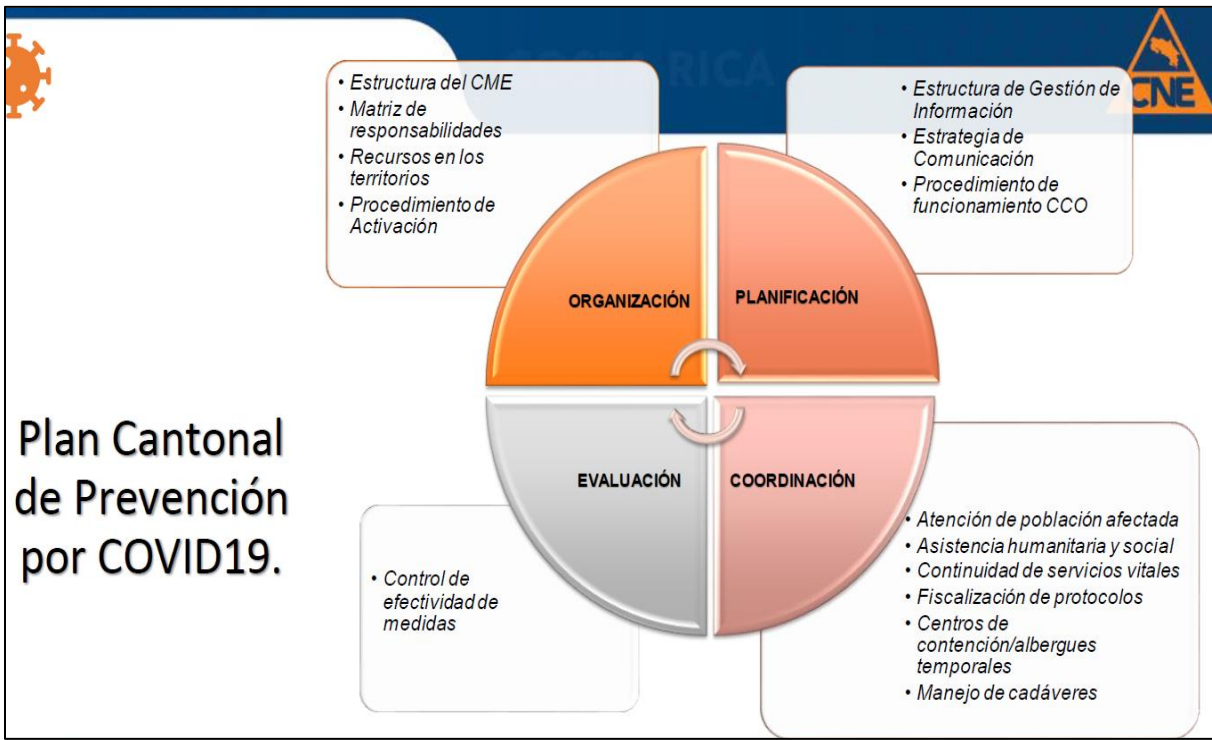 COSTA RICA
CNE
• Estructura del CME
• Matriz de
responsabilidades
• Recursos en los
territorios
• Procedimiento de
Activación
• Estructura de Gestión de
Información
• Estrategia de
Comunicación
• Procedimiento de
funcionamiento CCO
ORGANIZACIÓN
PLANIFICACIÓN
EVALUACIÓN
COORDINACIÓN
Plan Cantonal
de Prevención
por COVID19.
• Control de
efectividad de
medidas
• Atención de población afectada
• Asistencia humanitaria y social
• Continuidad de servicios vitales
• Fiscalización de protocolos
• Centros de
contención/albergues
temporales
• Manejo de cadáveres